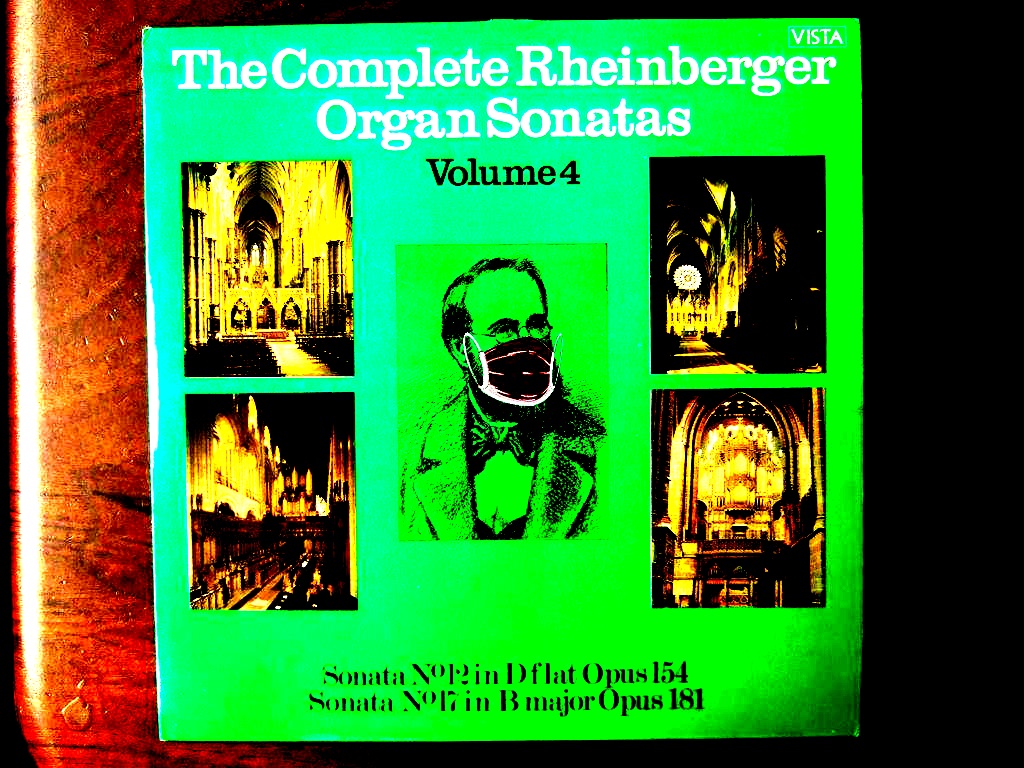 VISTA
The Complete Rheinberger
Organ Sonatas
Volume 4
Sonata Nº12 in D flat Opus 154
Sonata Nº17 in B major Opus 181